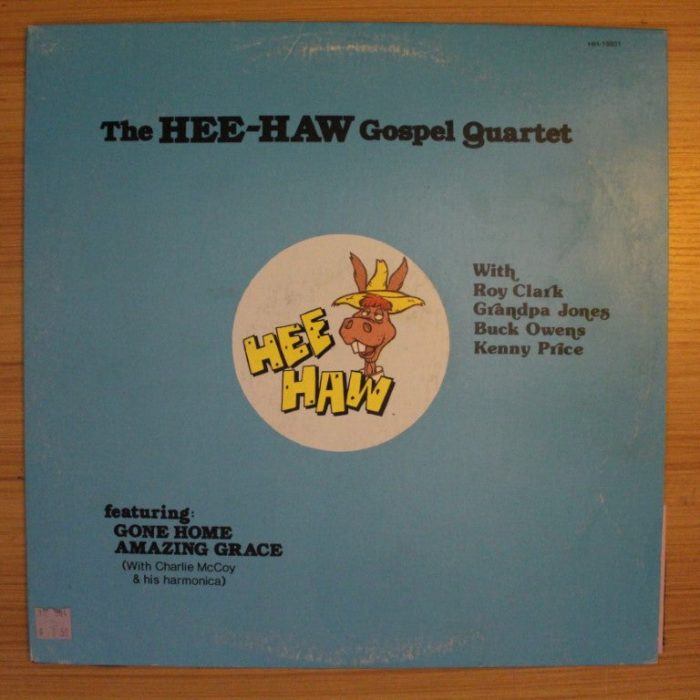 The HEE-HAW Gospel Quartet
HEE
HAW
With
Roy Clark
Grandpa Jones
Buck Owens
Kenny Price
featuring:
GONE HOME
AMAZING GRACE
(With Charlie McCoy
& his harmonica)